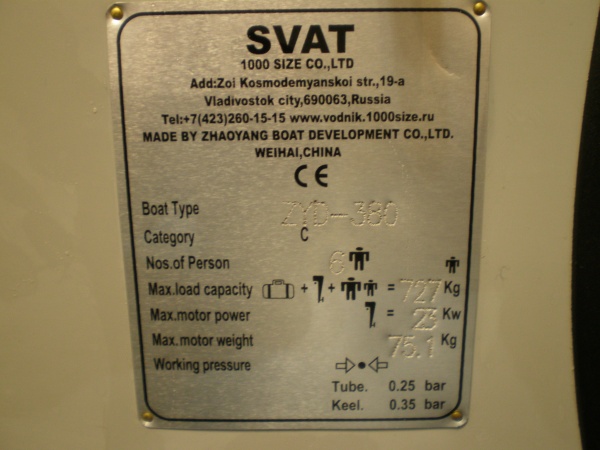 SVAT
1000 SIZE CO.,LTD
Add:Zoi Kosmodemyanskoi str.,19-a
Vladivostok city,690063,Russia
Tel:+7(423)260-15-15 www.vodnik.1000size.ru
MADE BY ZHAOYANG BOAT DEVELOPMENT CO.,LTD.
WEIHAI,CHINA
CE
Boat Type ZYD-380
Category C
Nos.of Person 6
Max.load capacity + + = 727 Kg
Max.motor power = 23 Kw
Max.motor weight 75.1 Kg
Working pressure
Tube. 0.25 bar
Keel. 0.35 bar